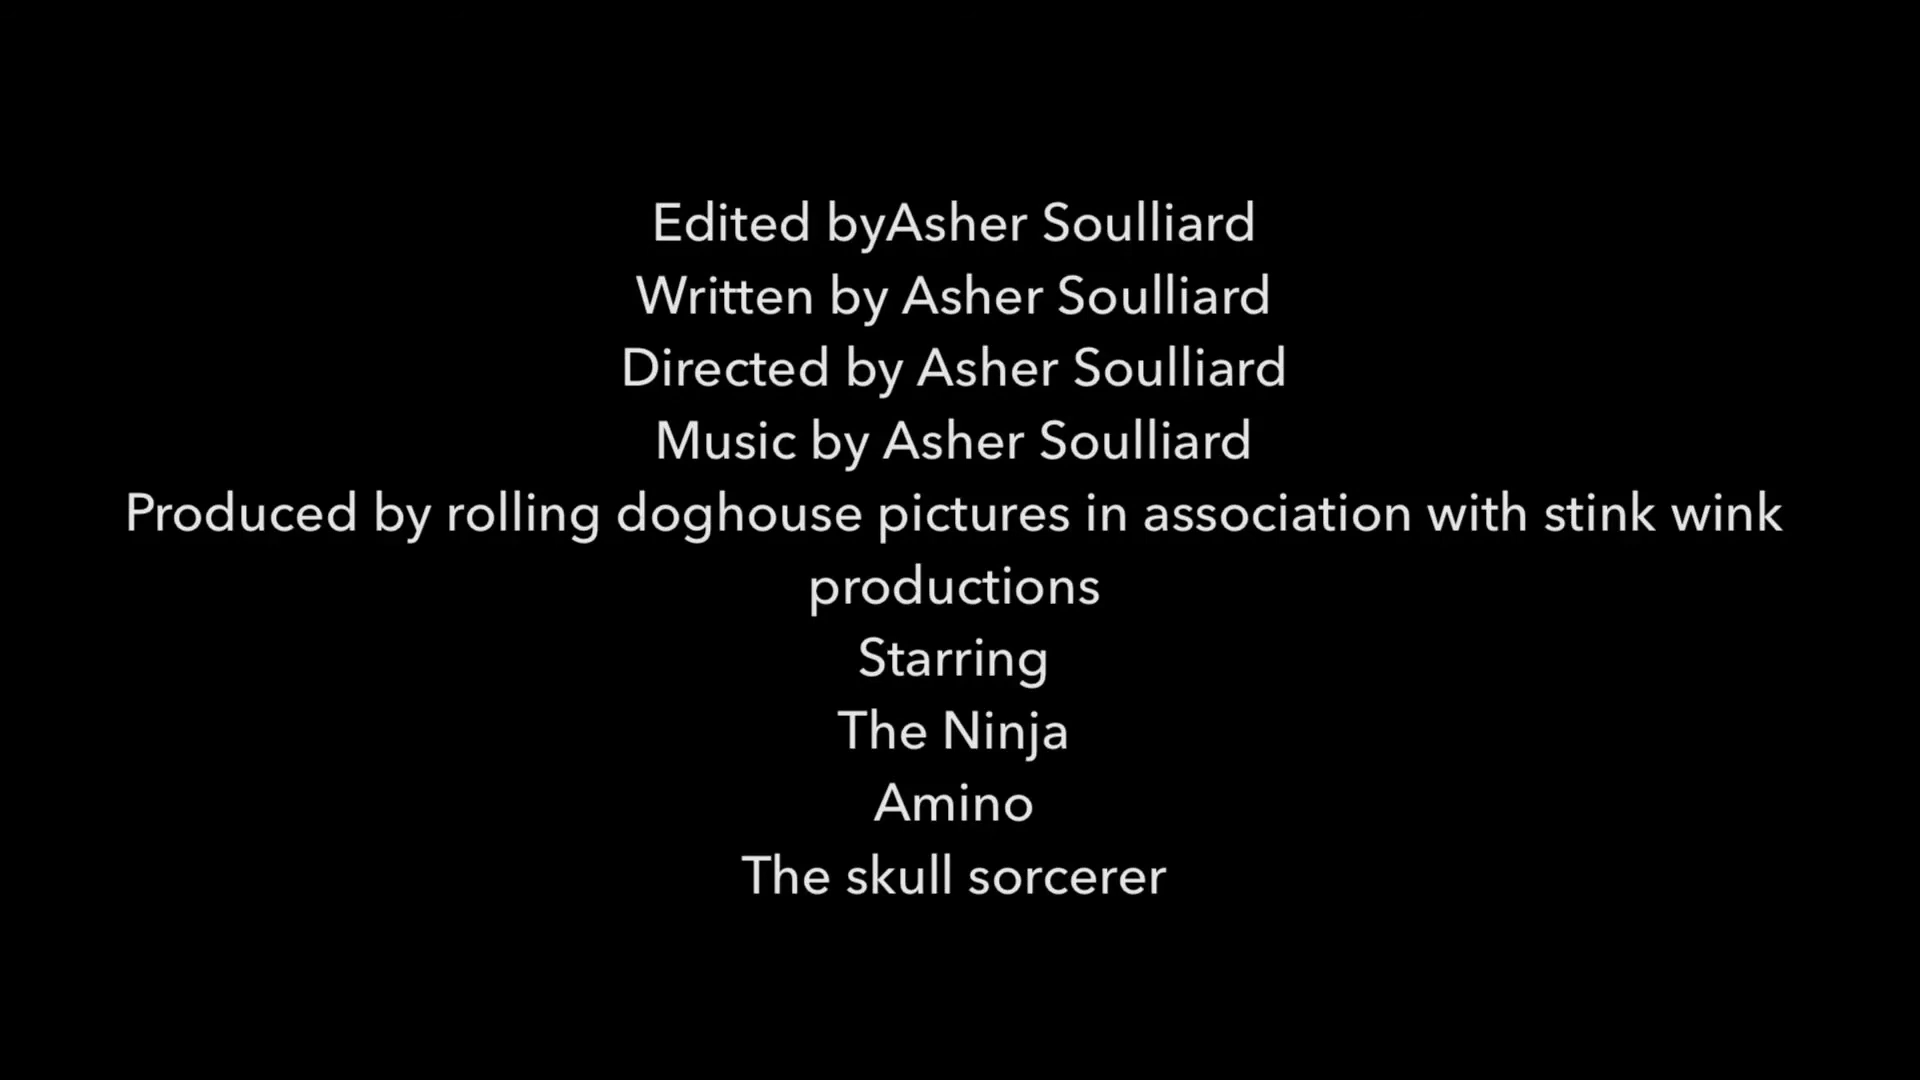 Edited byAsher Soulliard
Written by Asher Soulliard
Directed by Asher Soulliard
Music by Asher Soulliard
Produced by rolling doghouse pictures in association with stink wink
productions
Starring
The Ninja
Amino
The skull sorcerer